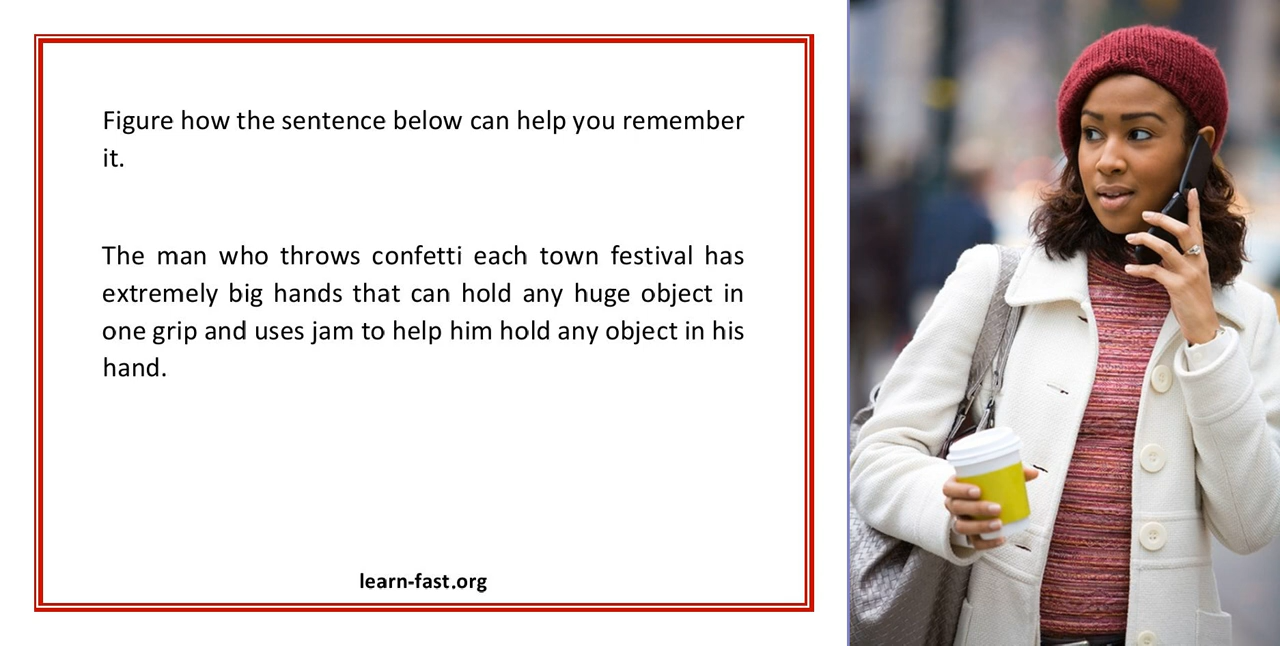 Figure how the sentence below can help you remember
it.
The man who throws confetti each town festival has
extremely big hands that can hold any huge object in
one grip and uses jam to help him hold any object in his
hand.
learn-fast.org